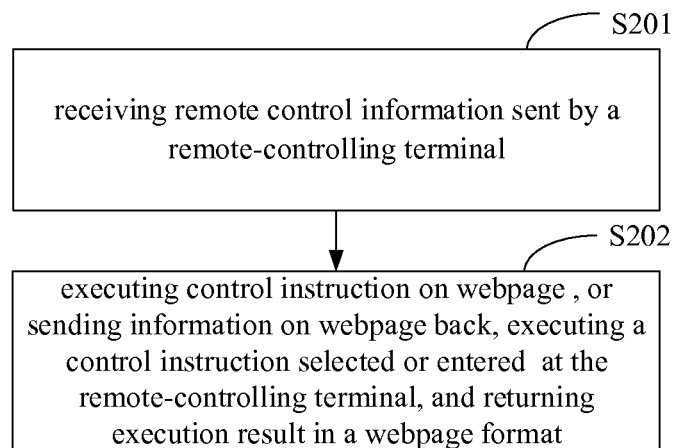 S201
receiving remote control information sent by a
remote-controlling terminal
S202
executing control instruction on webpage , or
sending information on webpage back, executing a
control instruction selected or entered at the
remote-controlling terminal, and returning
execution result in a webpage format